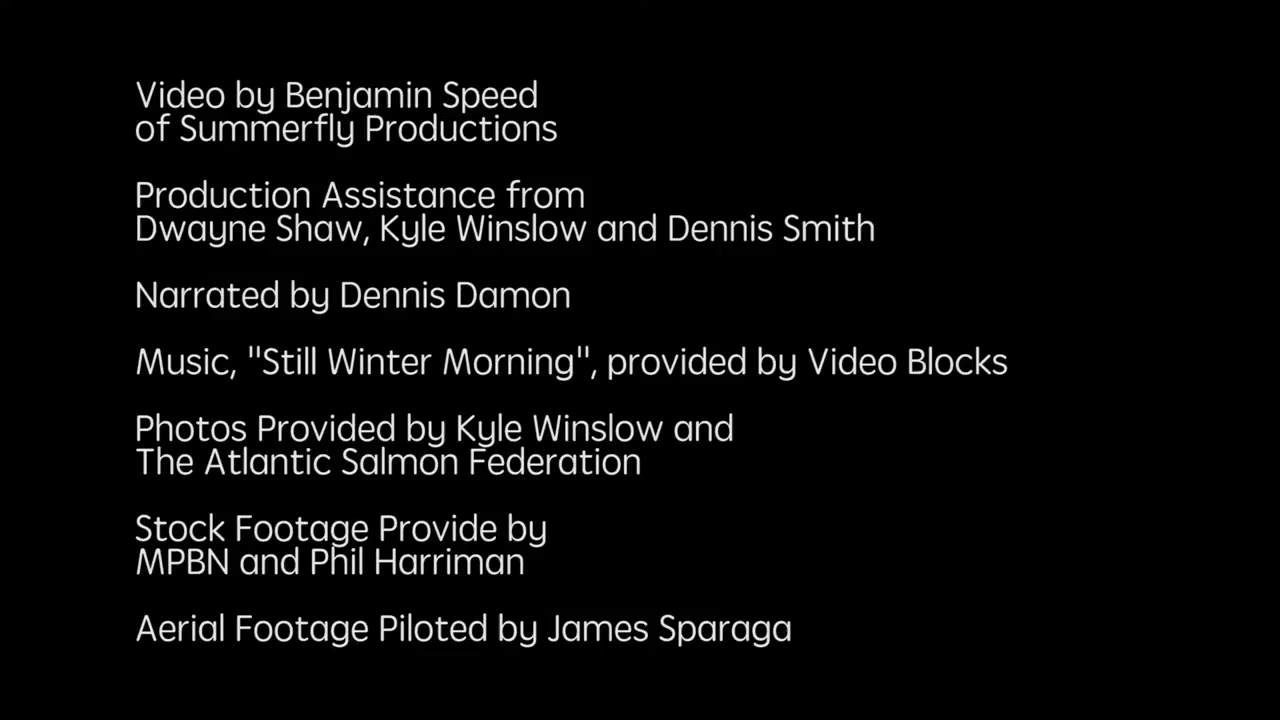 Video by Benjamin Speed
of Summerfly Productions
Production Assistance from
Dwayne Shaw, Kyle Winslow and Dennis Smith
Narrated by Dennis Damon
Music, "Still Winter Morning", provided by Video Blocks
Photos Provided by Kyle Winslow and
The Atlantic Salmon Federation
Stock Footage Provide by
MPBN and Phil Harriman
Aerial Footage Piloted by James Sparaga